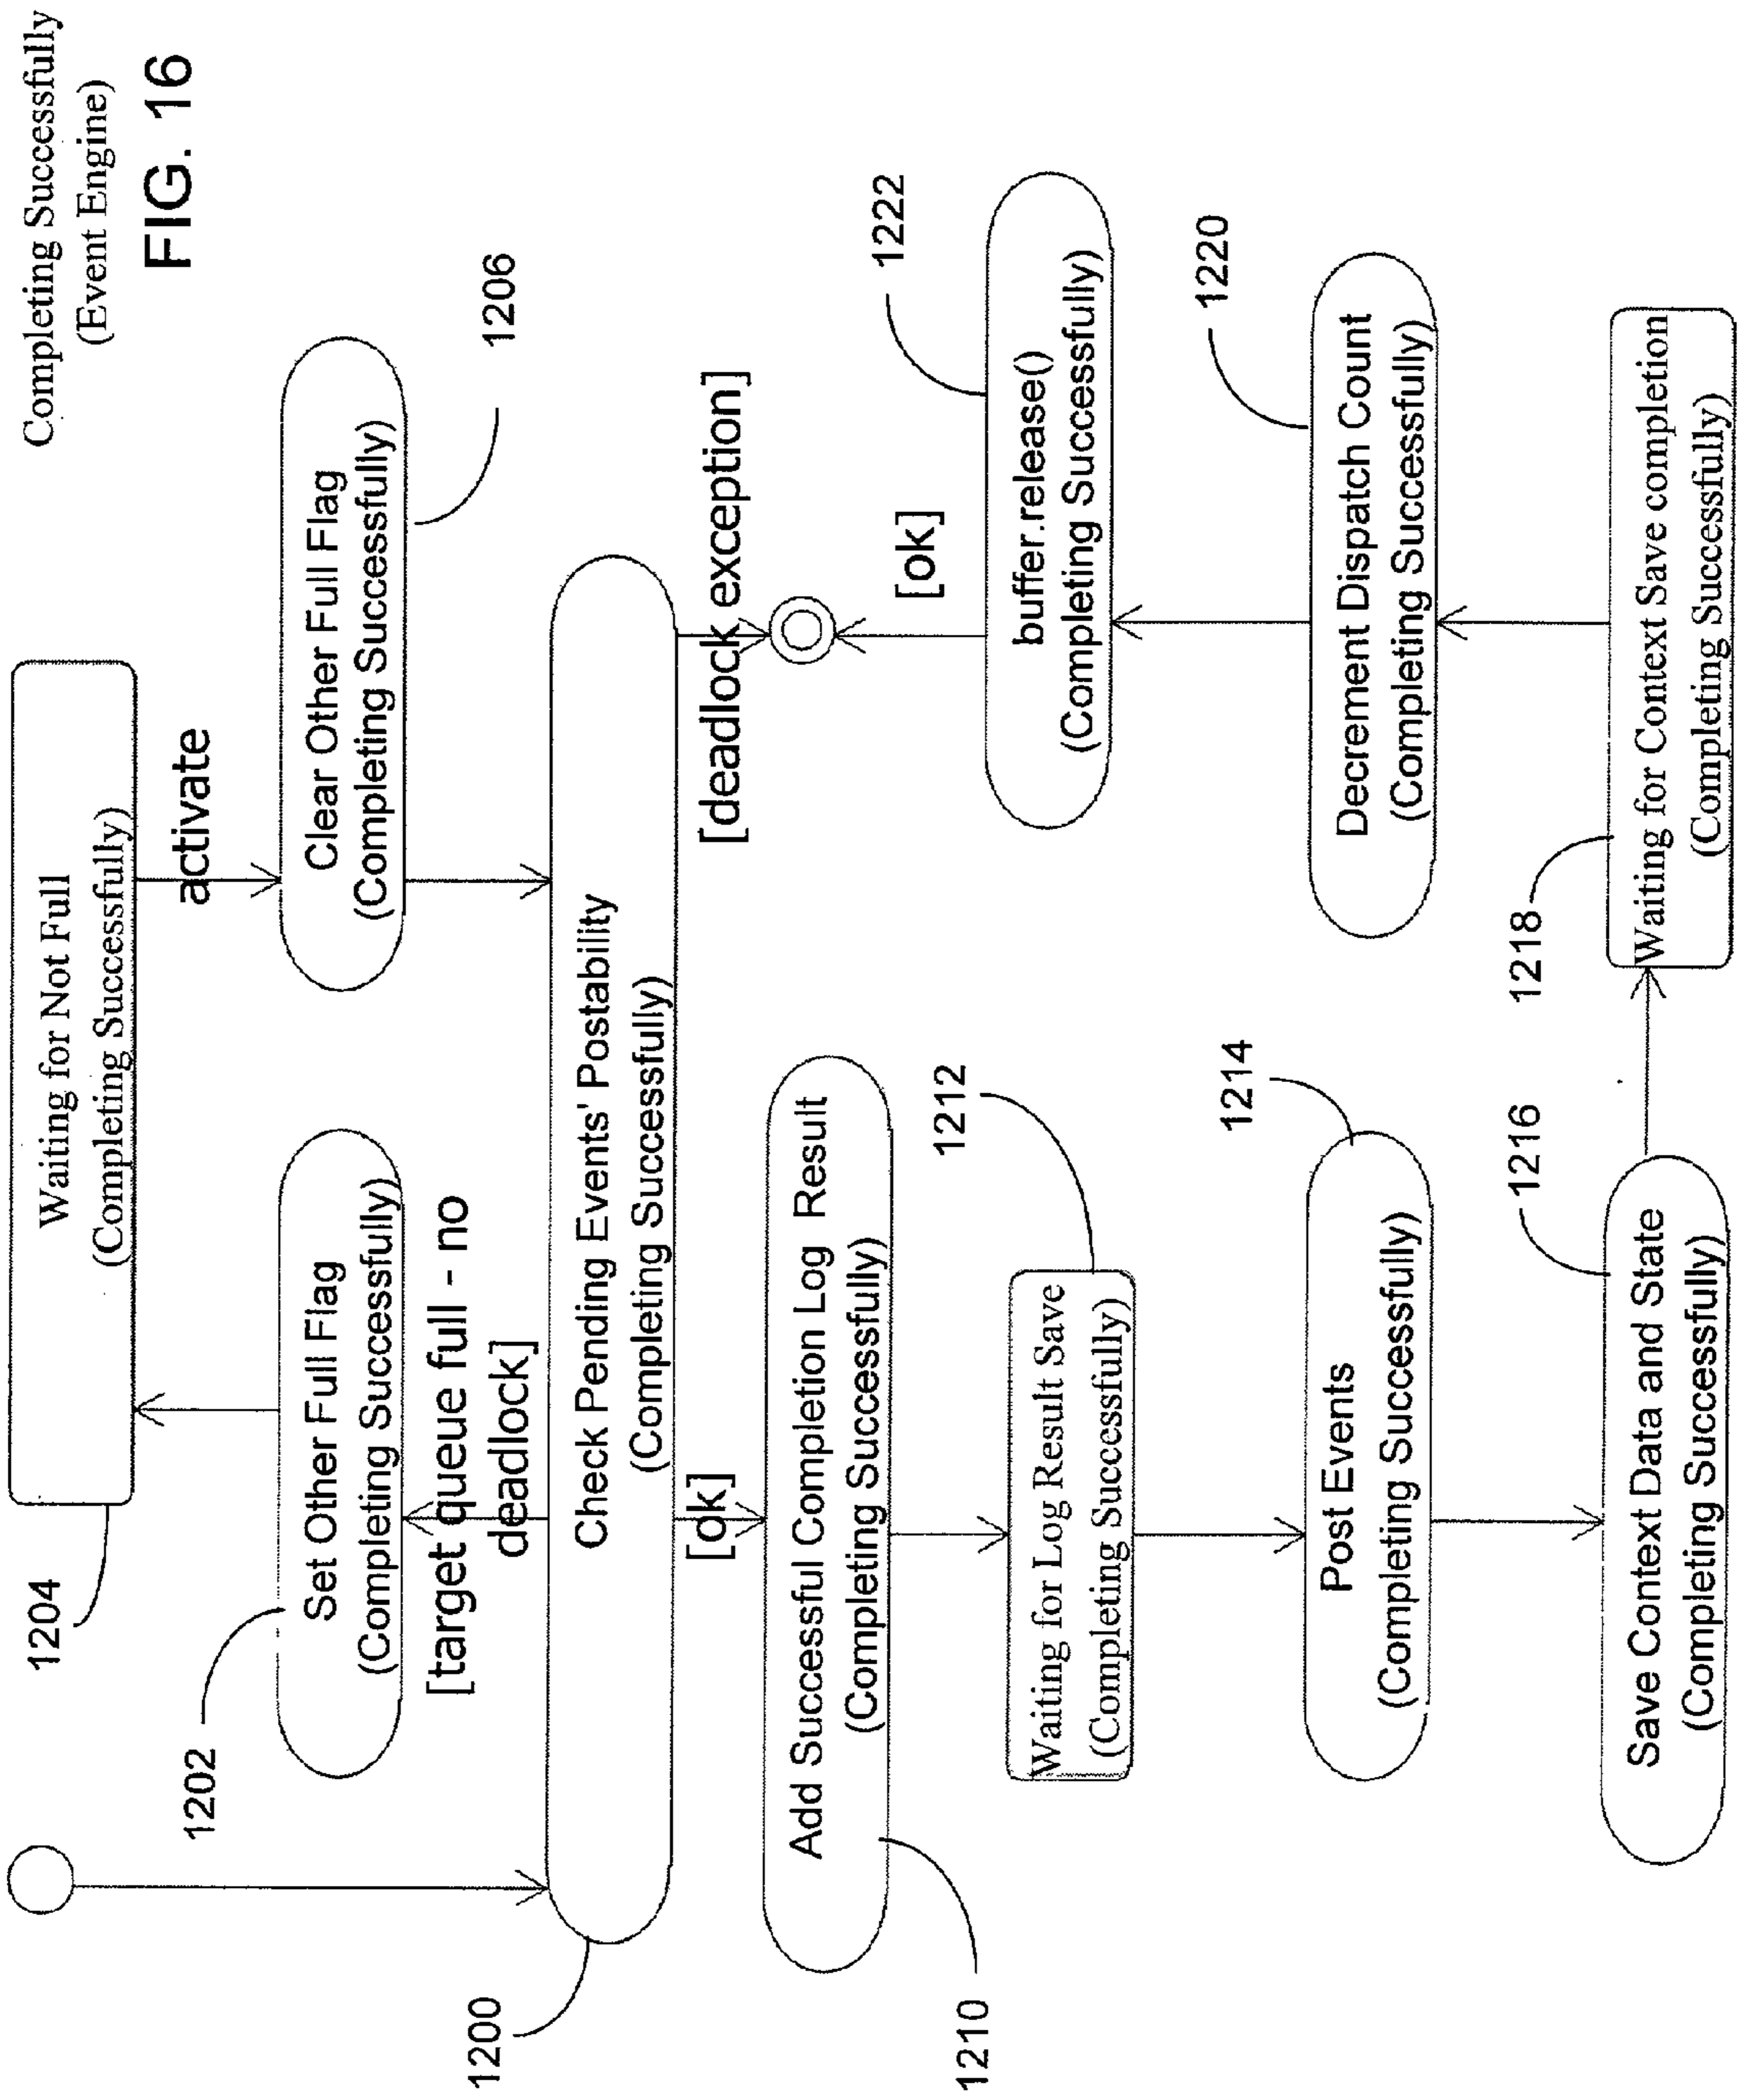 Completing Successfully
(Event Engine)
FIG. 16
1204
Waiting for Not Full
(Completing Successfully)
activate
1202
Set Other Full Flag
(Completing Successfully)
Clear Other Full Flag
(Completing Successfully)
1206
[target queue full - no
deadlock]
1200
Check Pending Events' Postability
(Completing Successfully)
[ok]
[deadlock exception]
1210
Add Successful Completion Log Result
(Completing Successfully)
[ok]
1212
Waiting for Log Result Save
(Completing Successfully)
buffer.release()
(Completing Successfully)
1222
1214
Post Events
(Completing Successfully)
Decrement Dispatch Count
(Completing Successfully)
1220
1216
Save Context Data and State
(Completing Successfully)
1218
Waiting for Context Save completion
(Completing Successfully)